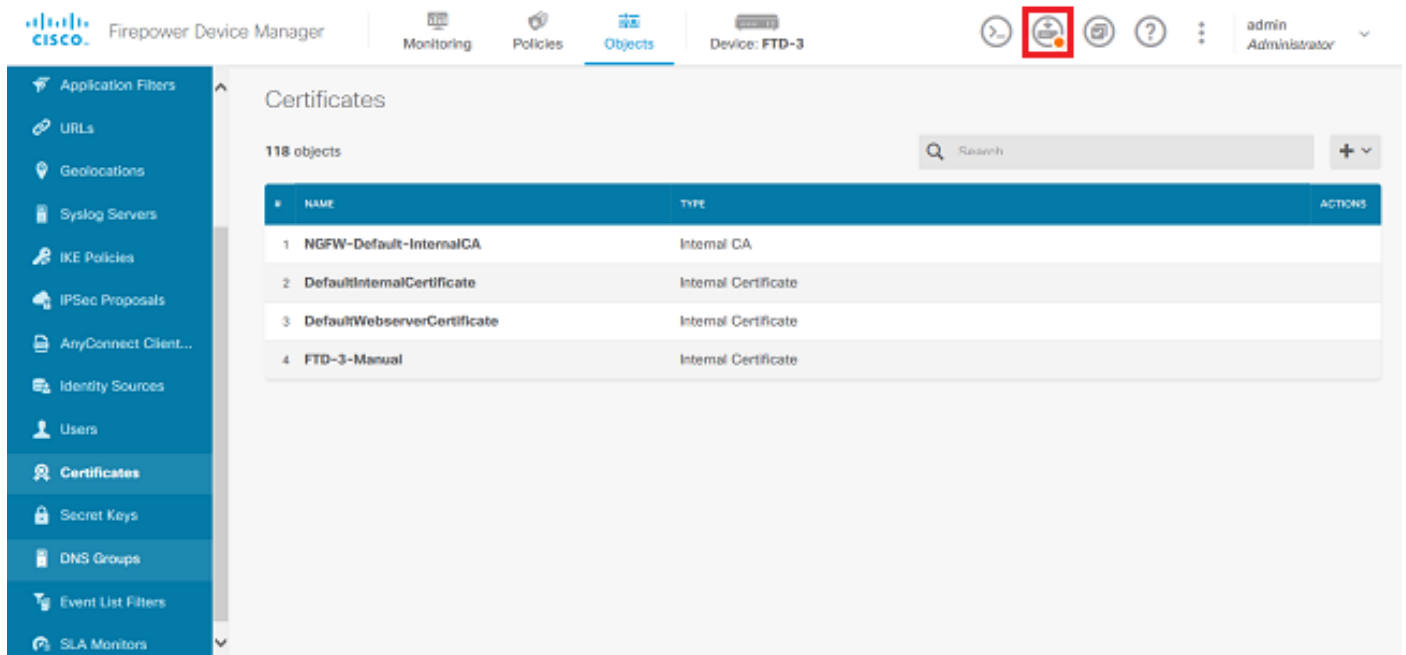 CISCO
Firepower Device Manager
Monitoring
Policies
Objects
Device: FTD-3
admin
Administrator
Application Filters
URLs
Geolocations
Syslog Servers
IKE Policies
IPSec Proposals
AnyConnect Client...
Identity Sources
Users
Certificates
Secret Keys
DNS Groups
Event List Filters
SLA Monitors
Certificates
118 objects
Search
# NAME TYPE ACTIONS
1 NGFW-Default-InternalCA Internal CA
2 DefaultInternalCertificate Internal Certificate
3 DefaultWebserverCertificate Internal Certificate
4 FTD-3-Manual Internal Certificate